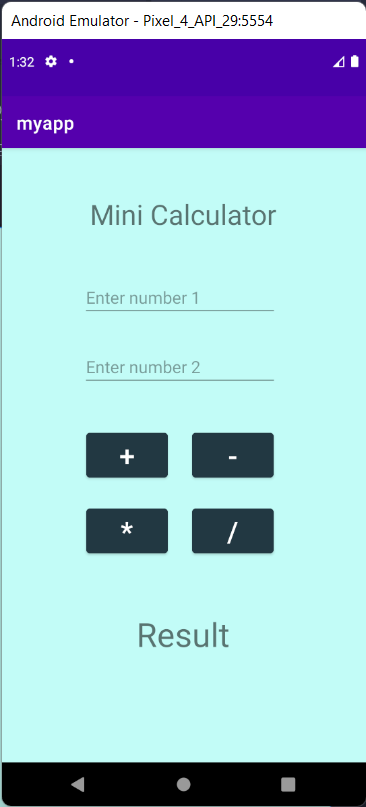 Android Emulator - Pixel_4_API_29:5554
1:32
myapp
Mini Calculator
Enter number 1
Enter number 2
+ -
* /
Result